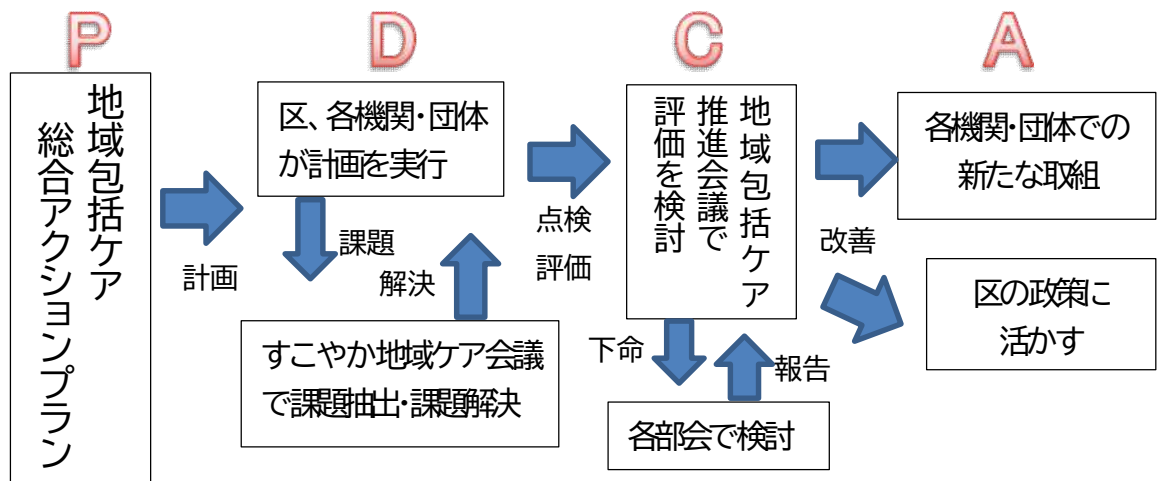 P
D
C
A
地域包括ケア
総合アクションプラン
計画
区、各機関・団体
が計画を実行
課題
解決
すこやか地域ケア会議
で課題抽出・課題解決
点検
評価
地域包括ケア
推進会議で
評価を検討
下命
報告
各部会で検討
改善
各機関・団体での
新たな取組
区の政策に
活かす